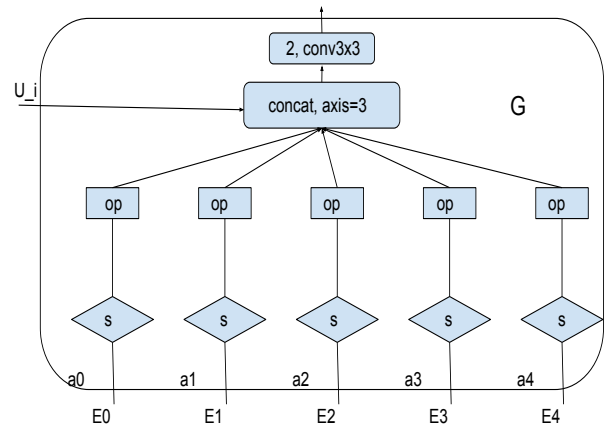 2, conv3x3
U_i
concat, axis=3
G
op op op op op
s s s s s
a0 a1 a2 a3 a4
E0 E1 E2 E3 E4